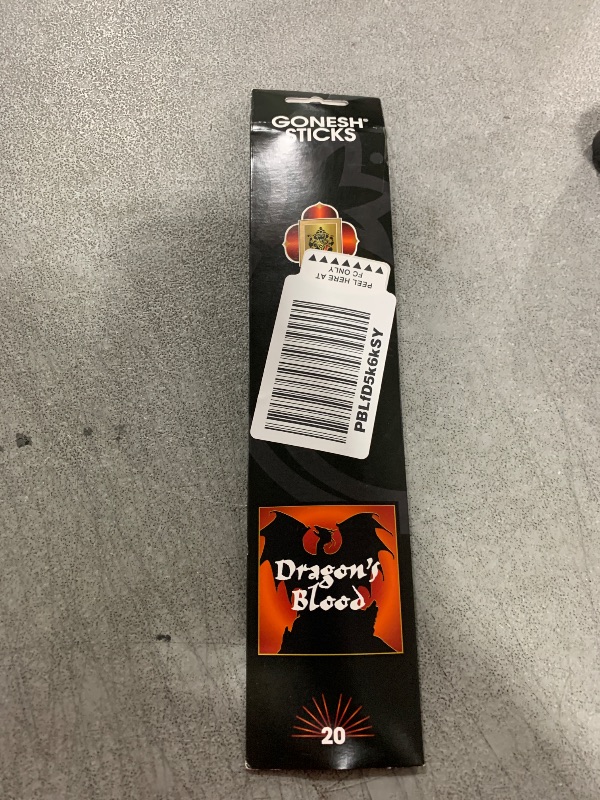 GONESH®
STICKS
PEEL HERE AT
FC ONLY
PBLfD5k6kSY
Dragon's
Blood
20